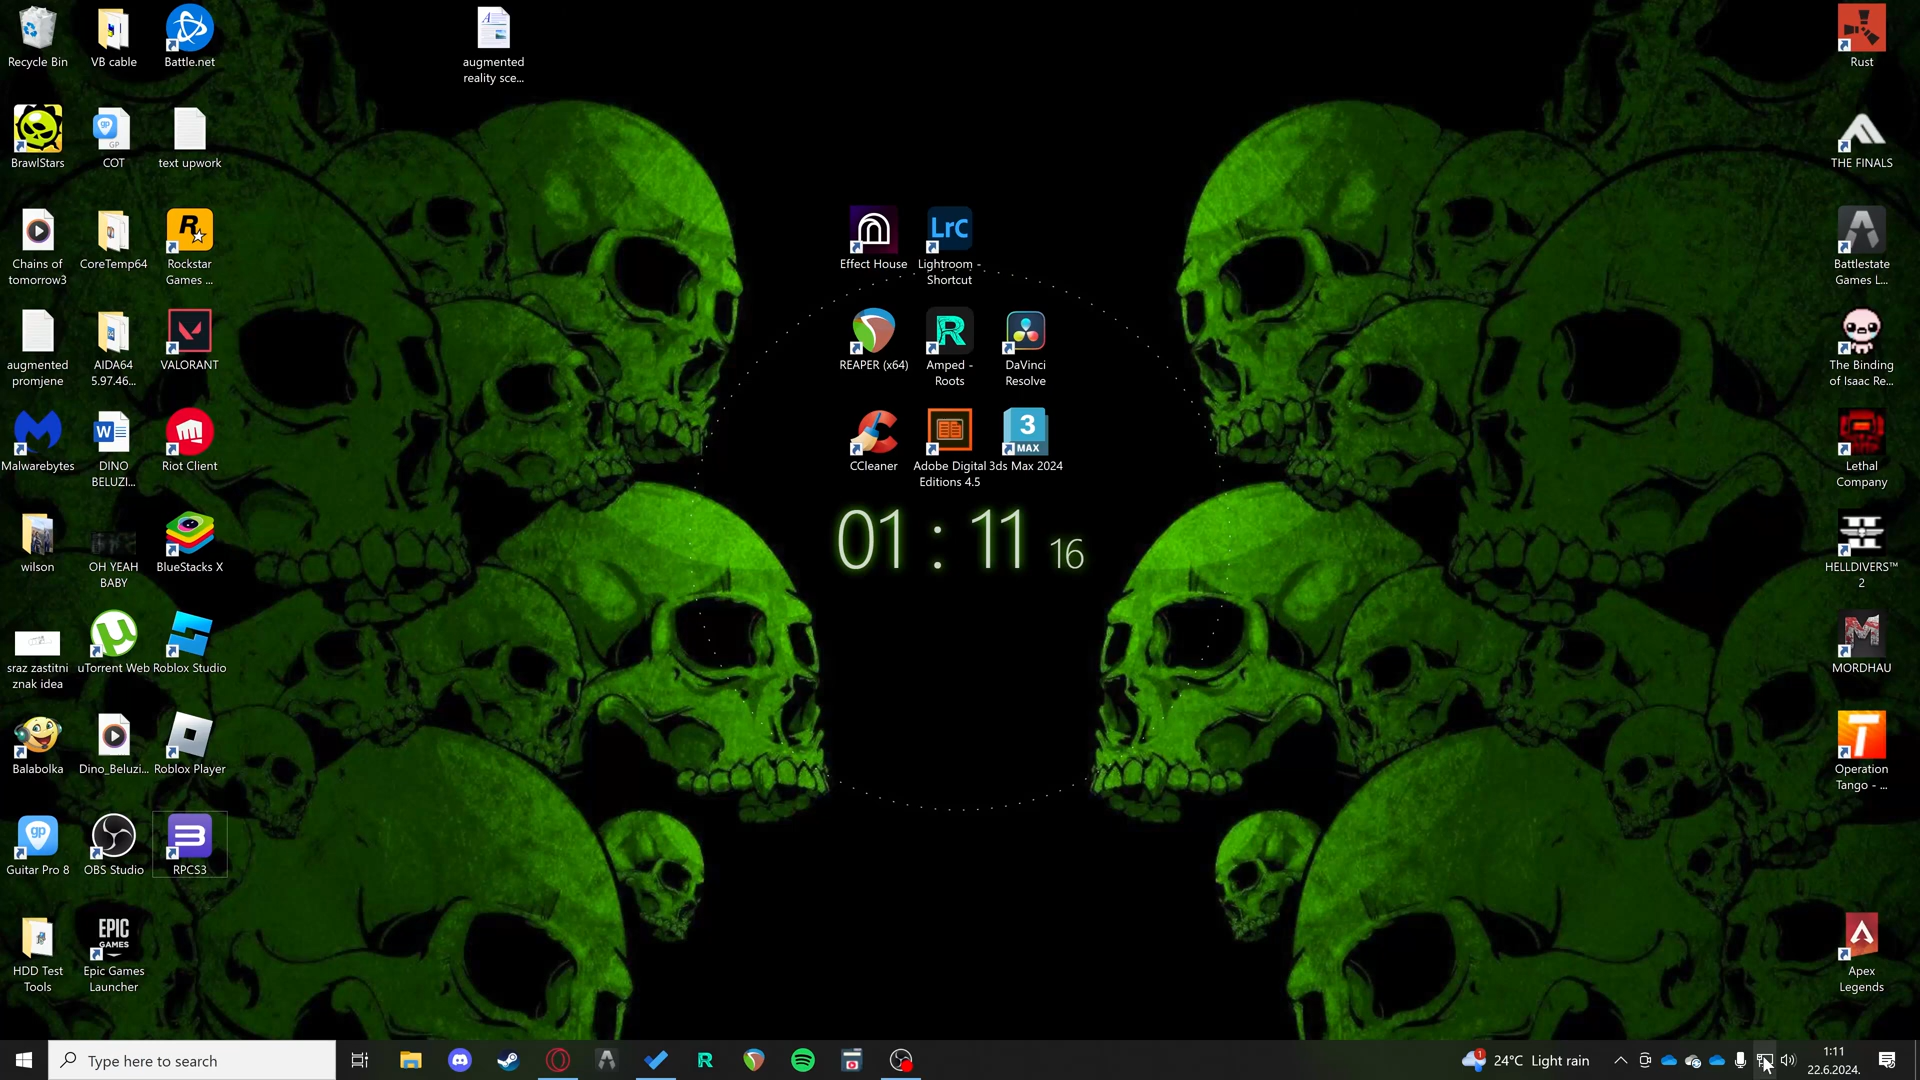 Recycle Bin
VB cable
Battle.net
augmented
reality sce...
Rust
BrawlStars
GP
COT
text upwork
THE FINALS
Chains of
tomorrow3
CoreTemp64
Rockstar
Games ...
Effect House
LrC
Lightroom -
Shortcut
Battlestate
Games L...
augmented
promjene
AIDA64
5.97.46...
VALORANT
REAPER (x64)
Amped -
Roots
DaVinci
Resolve
The Binding
of Isaac Re...
Malwarebytes
DINO
BELUZI...
Riot Client
CCleaner
Adobe Digital
Editions 4.5
3
MAX
3ds Max 2024
Lethal
Company
wilson
OH YEAH
BABY
BlueStacks X
01 : 11 16
HELLDIVERS™
2
sraz zastitni
znak idea
uTorrent Web
Roblox Studio
MORDHAU
Balabolka
Dino_Beluzi...
Roblox Player
Operation
Tango - ...
gp
Guitar Pro 8
OBS Studio
RPCS3
HDD Test
Tools
EPIC
GAMES
Epic Games
Launcher
Apex
Legends
Type here to search
1
24°C Light rain
1:11
22.6.2024.